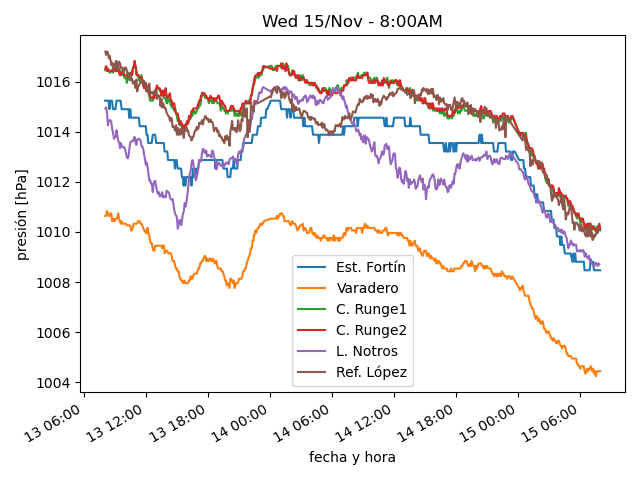 Wed 15/Nov - 8:00AM
presión [hPa]
1016
1014
1012
1010
1008
1006
1004
Est. Fortín
Varadero
C. Runge1
C. Runge2
L. Notros
Ref. López
13 06:00
13 12:00
13 18:00
14 00:00
14 06:00
14 12:00
14 18:00
15 00:00
15 06:00
fecha y hora